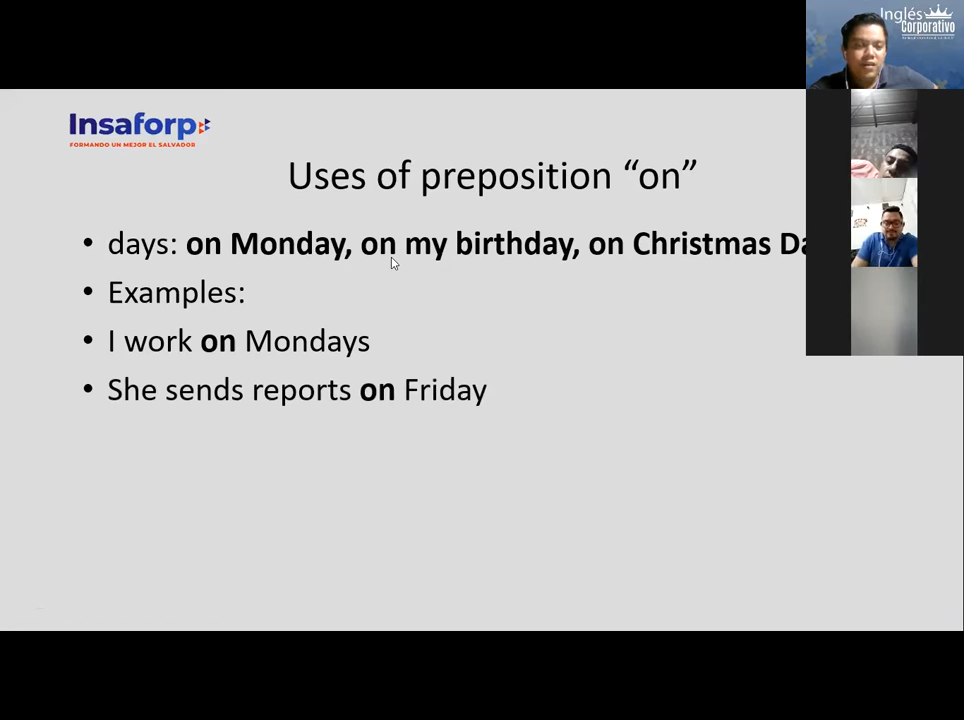 Inglés
Corporativo
Insaforp
FORMANDO UN MEJOR EL SALVADOR
Uses of preposition “on”
• days: on Monday, on my birthday, on Christmas Da
• Examples:
• I work on Mondays
• She sends reports on Friday